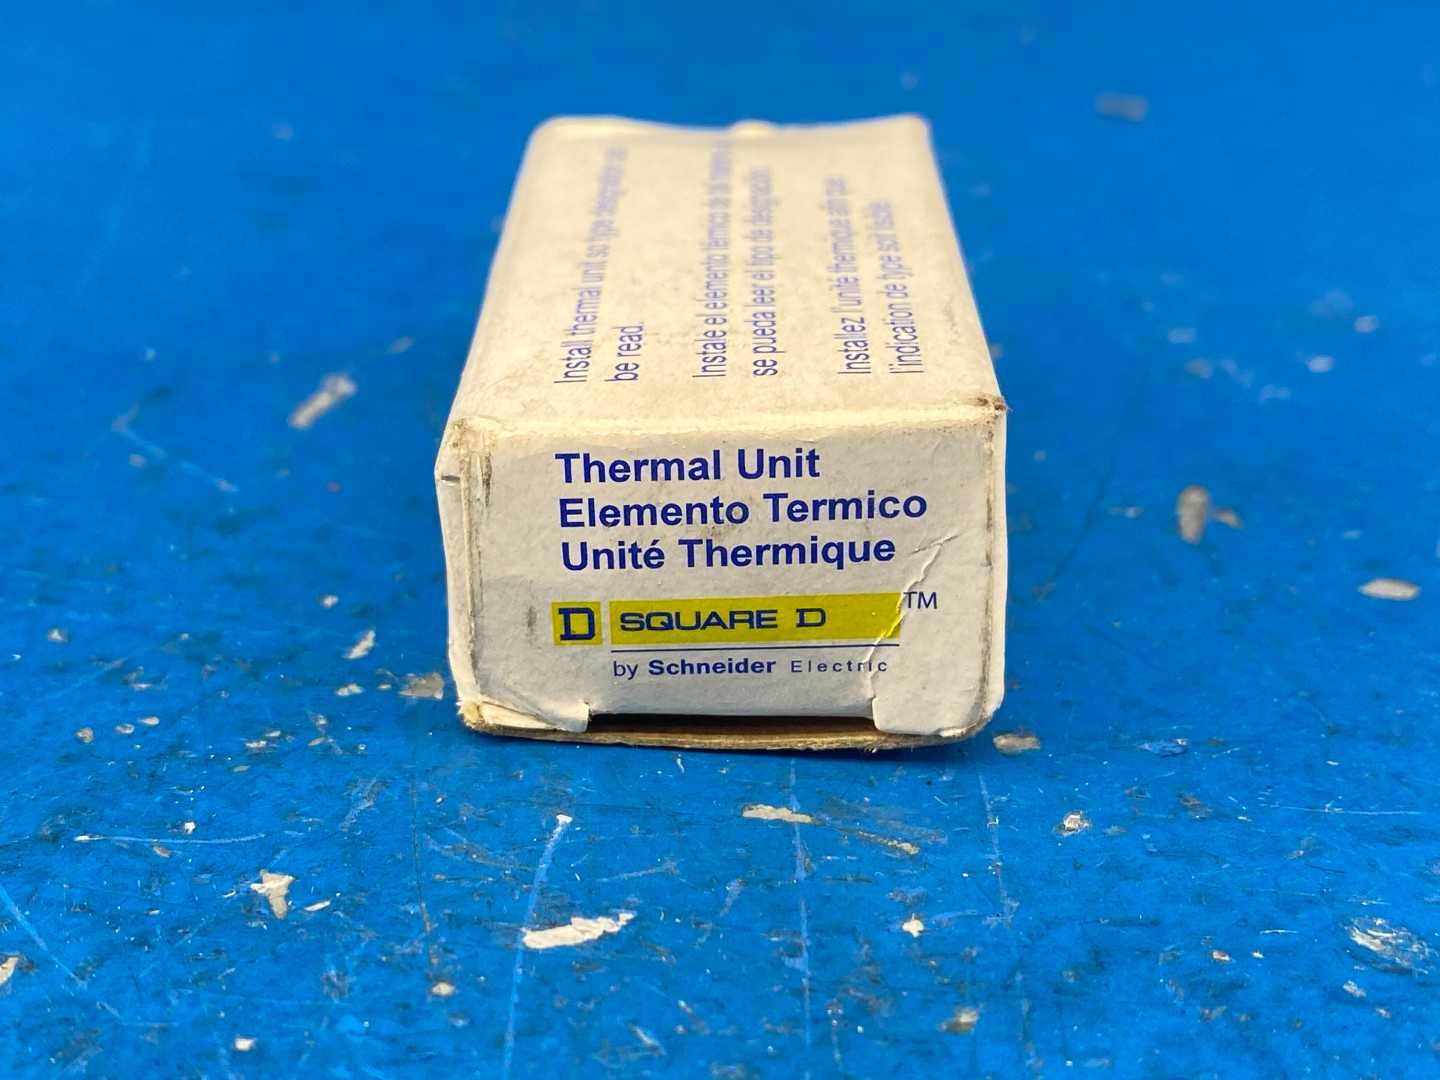 Install thermal unit so type designation can
be read.
Instale el elemento térmico de tal manera
se pueda leer el tipo de designación.
Installez l'unité thermique afin que
l'indication de type soit lisible.
Thermal Unit
Elemento Termico
Unité Thermique
D SQUARE D TM
by Schneider Electric